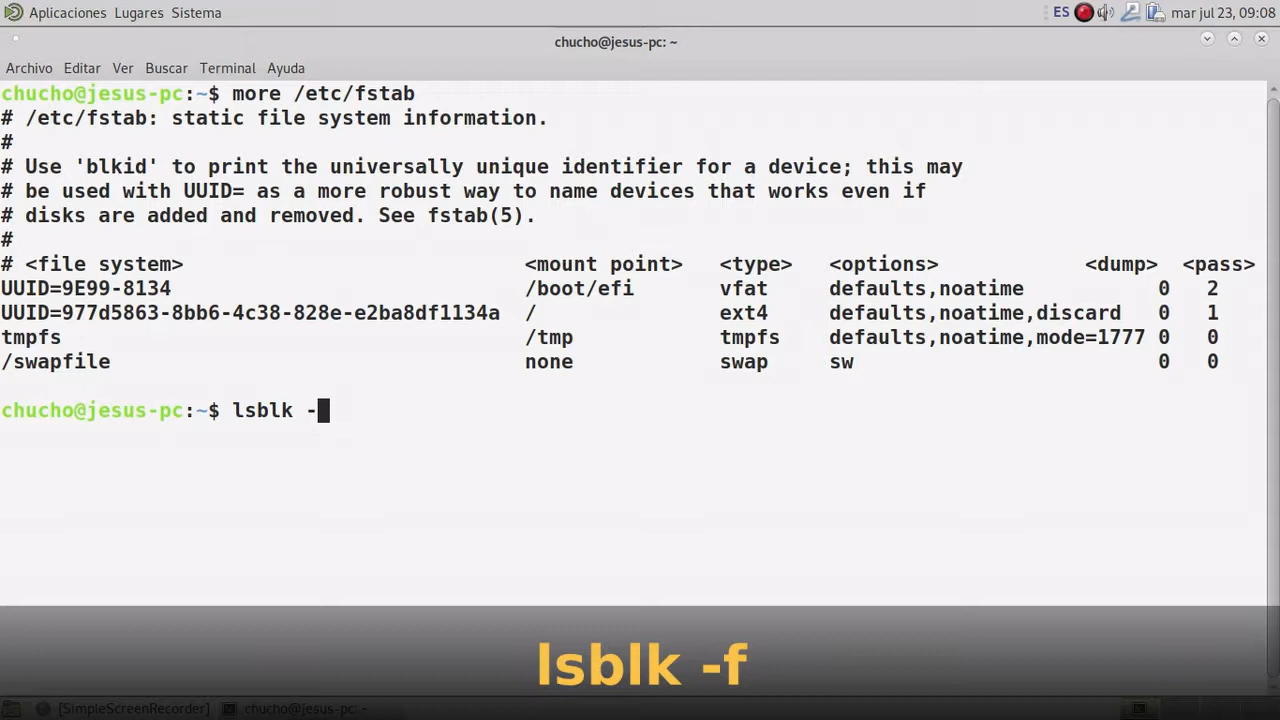 Aplicaciones Lugares Sistema ES mar jul 23, 09:08
chucho@jesus-pc: ~
Archivo Editar Ver Buscar Terminal Ayuda
chucho@jesus-pc:~$ more /etc/fstab
# /etc/fstab: static file system information.
#
# Use 'blkid' to print the universally unique identifier for a device; this may
# be used with UUID= as a more robust way to name devices that works even if
# disks are added and removed. See fstab(5).
#
# <file system> <mount point> <type> <options> <dump> <pass>
UUID=9E99-8134 /boot/efi vfat defaults,noatime 0 2
UUID=977d5863-8bb6-4c38-828e-e2ba8df1134a / ext4 defaults,noatime,discard 0 1
tmpfs /tmp tmpfs defaults,noatime,mode=1777 0 0
/swapfile none swap sw 0 0
chucho@jesus-pc:~$ lsblk -
lsblk -f
[SimpleScreenRecorder] chucho@jesus-pc: ~